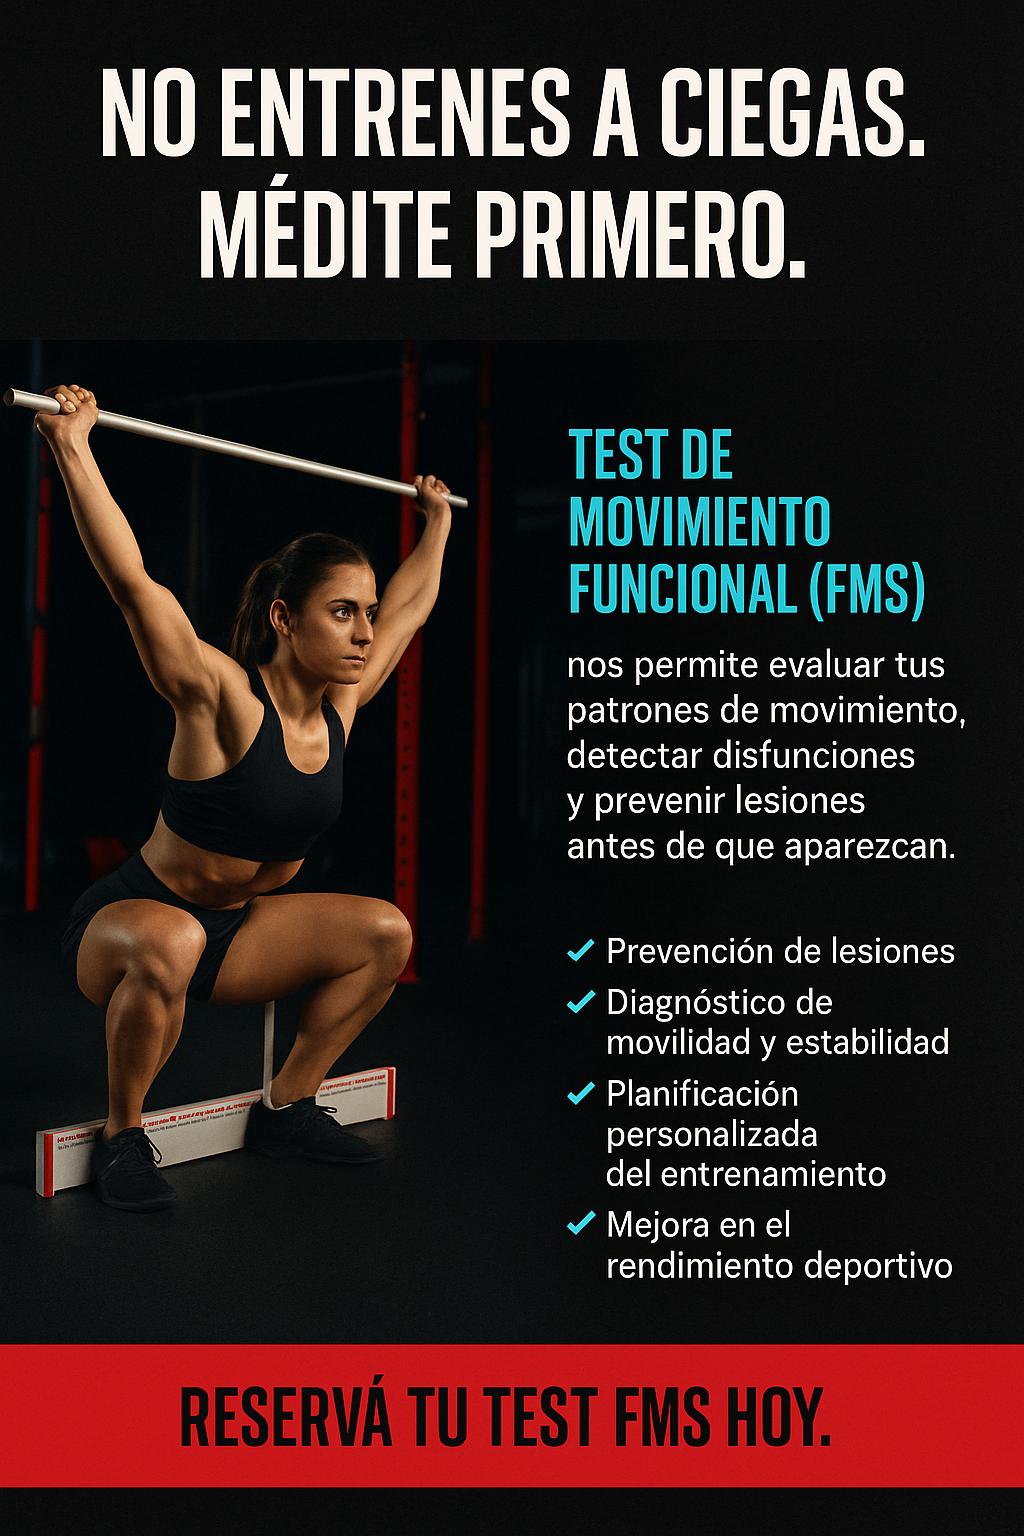 NO ENTRENES A CIEGAS.
MÉDITE PRIMERO.
TEST DE
MOVIMIENTO
FUNCIONAL (FMS)
nos permite evaluar tus
patrones de movimiento,
detectar disfunciones
y prevenir lesiones
antes de que aparezcan.
Prevención de lesiones
Diagnóstico de
movilidad y estabilidad
Planificación
personalizada
del entrenamiento
Mejora en el
rendimiento deportivo
RESERVÁ TU TEST FMS HOY.